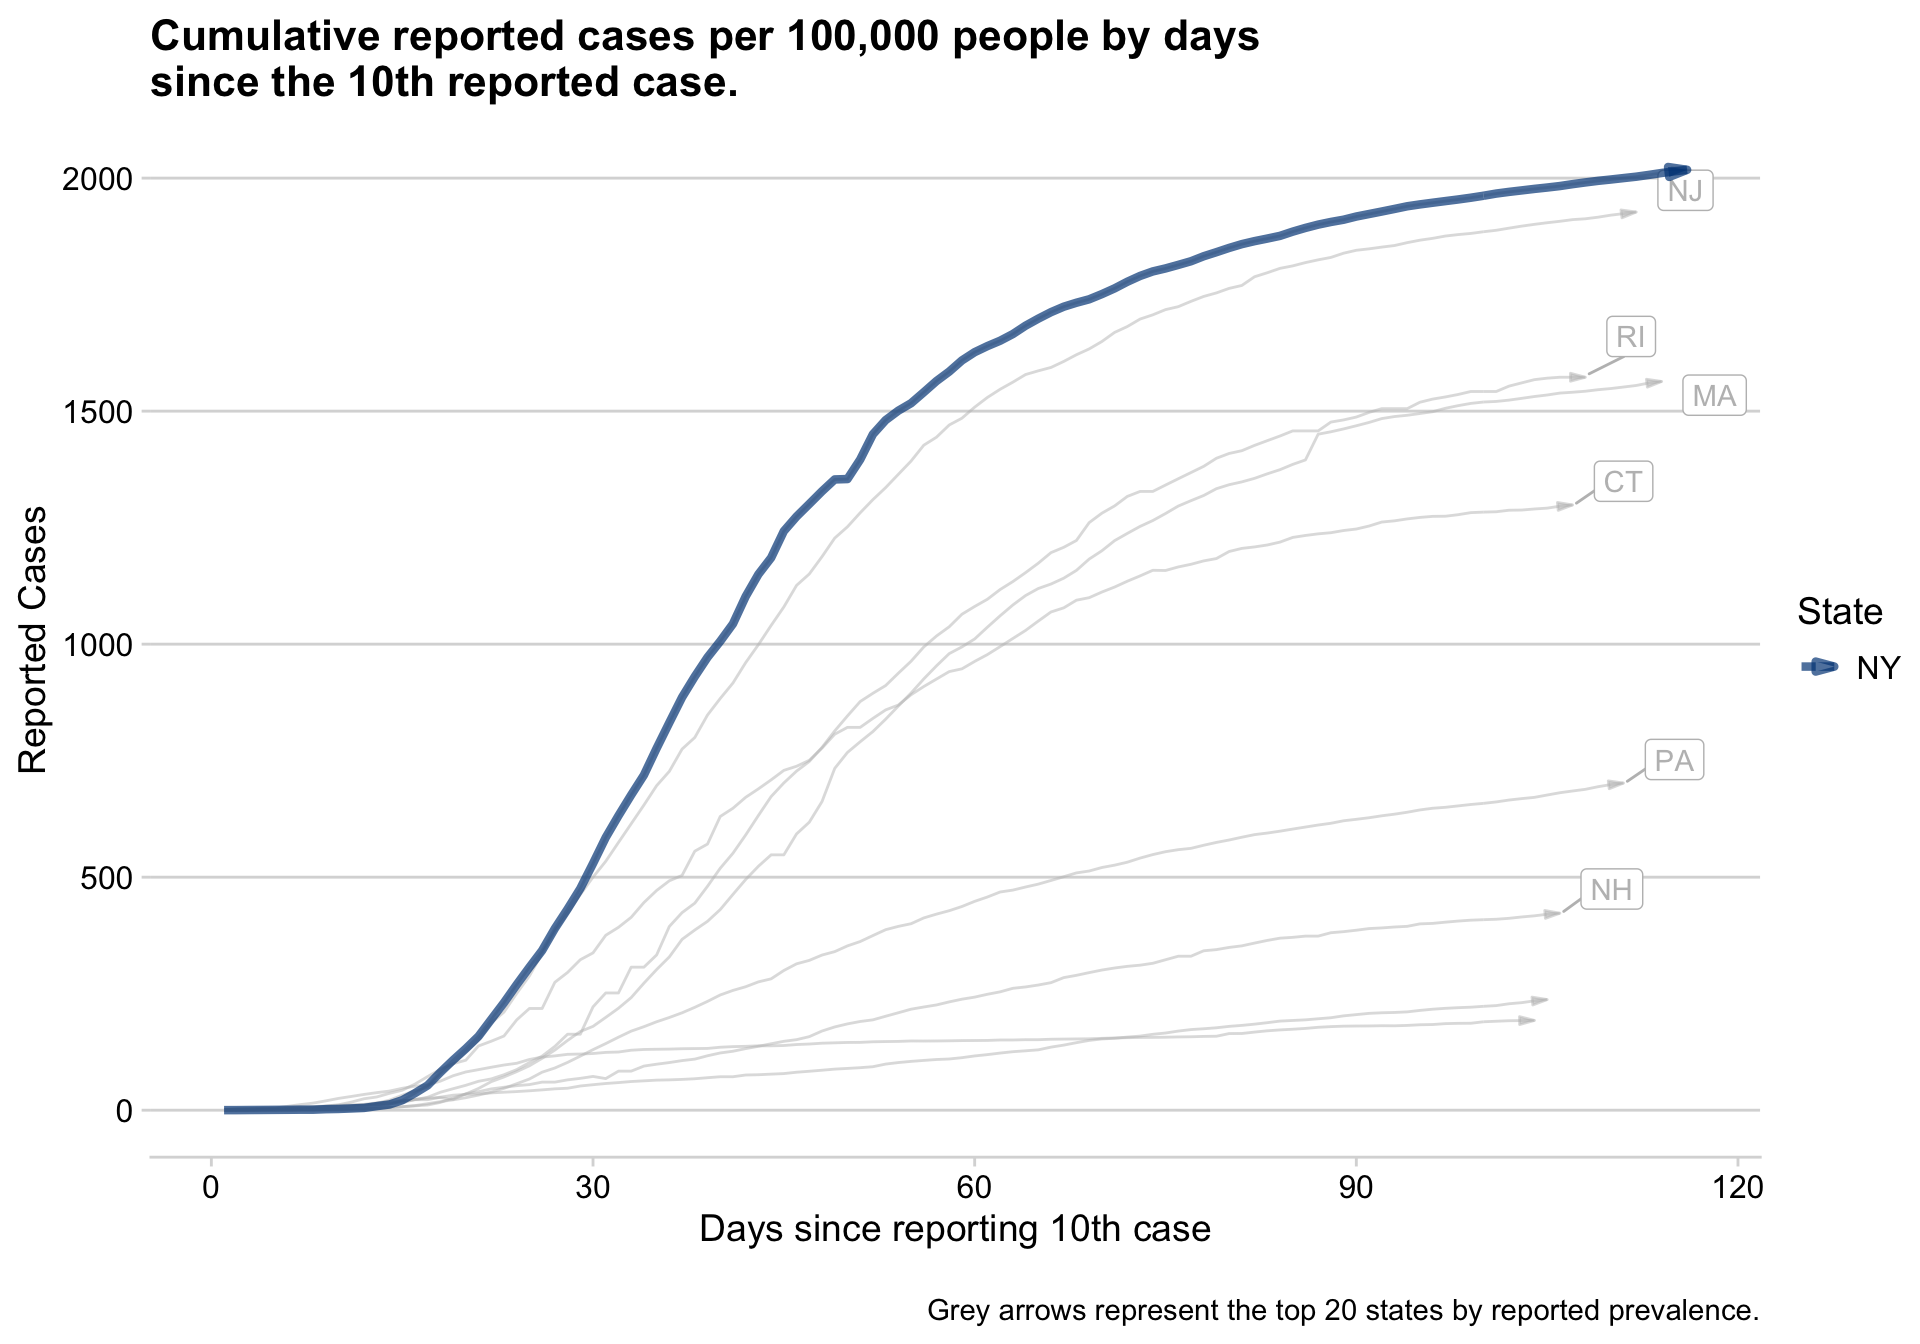 Cumulative reported cases per 100,000 people by days
since the 10th reported case.
2000
1500
1000
500
0
Reported Cases
NJ
RI
MA
CT
PA
NH
State
NY
0 30 60 90 120
Days since reporting 10th case
Grey arrows represent the top 20 states by reported prevalence.